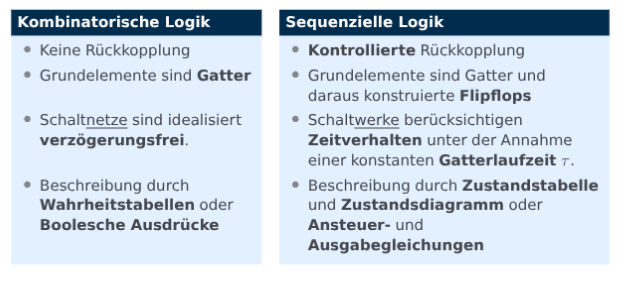 Kombinatorische Logik
• Keine Rückkopplung
• Grundelemente sind Gatter
• Schaltnetze sind idealisiert
verzögerungsfrei.
• Beschreibung durch
Wahrheitstabellen oder
Boolesche Ausdrücke
Sequenzielle Logik
• Kontrollierte Rückkopplung
• Grundelemente sind Gatter und
daraus konstruierte Flipflops
• Schaltwerke berücksichtigen
Zeitverhalten unter der Annahme
einer konstanten Gatterlaufzeit τ.
• Beschreibung durch Zustandstabelle
und Zustandsdiagramm oder
Ansteuer- und
Ausgabegleichungen